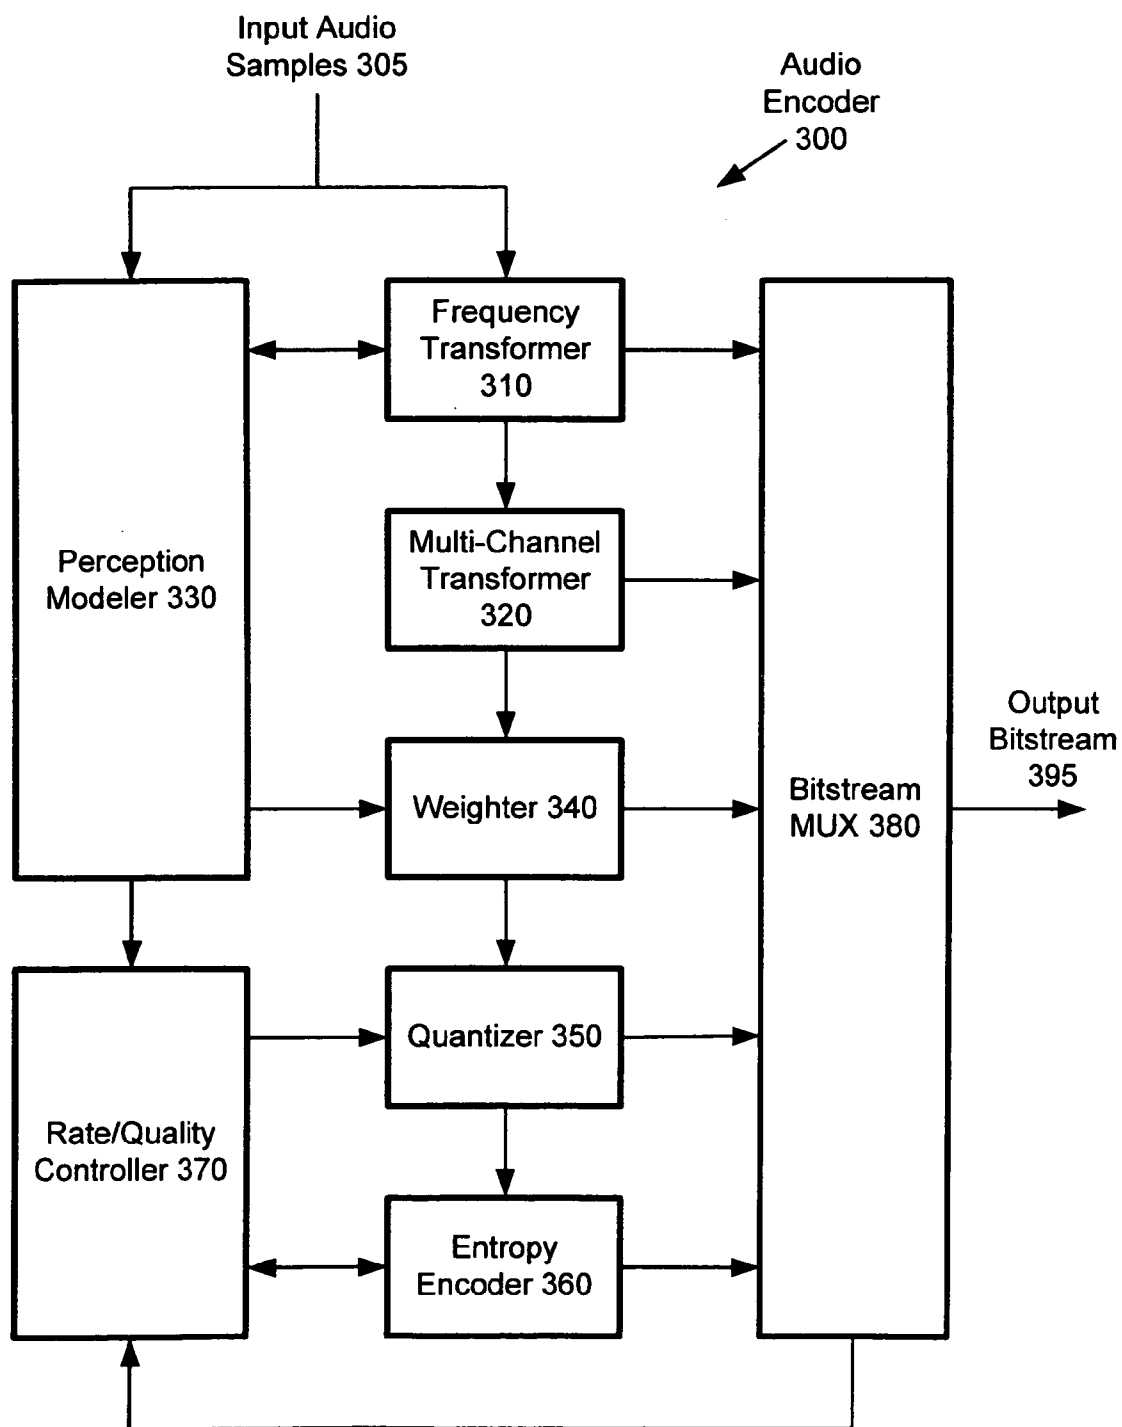 Input Audio
Samples 305
Audio
Encoder
300
Frequency
Transformer
310
Multi-Channel
Transformer
320
Perception
Modeler 330
Output
Bitstream
395
Weighter 340
Bitstream
MUX 380
Quantizer 350
Rate/Quality
Controller 370
Entropy
Encoder 360